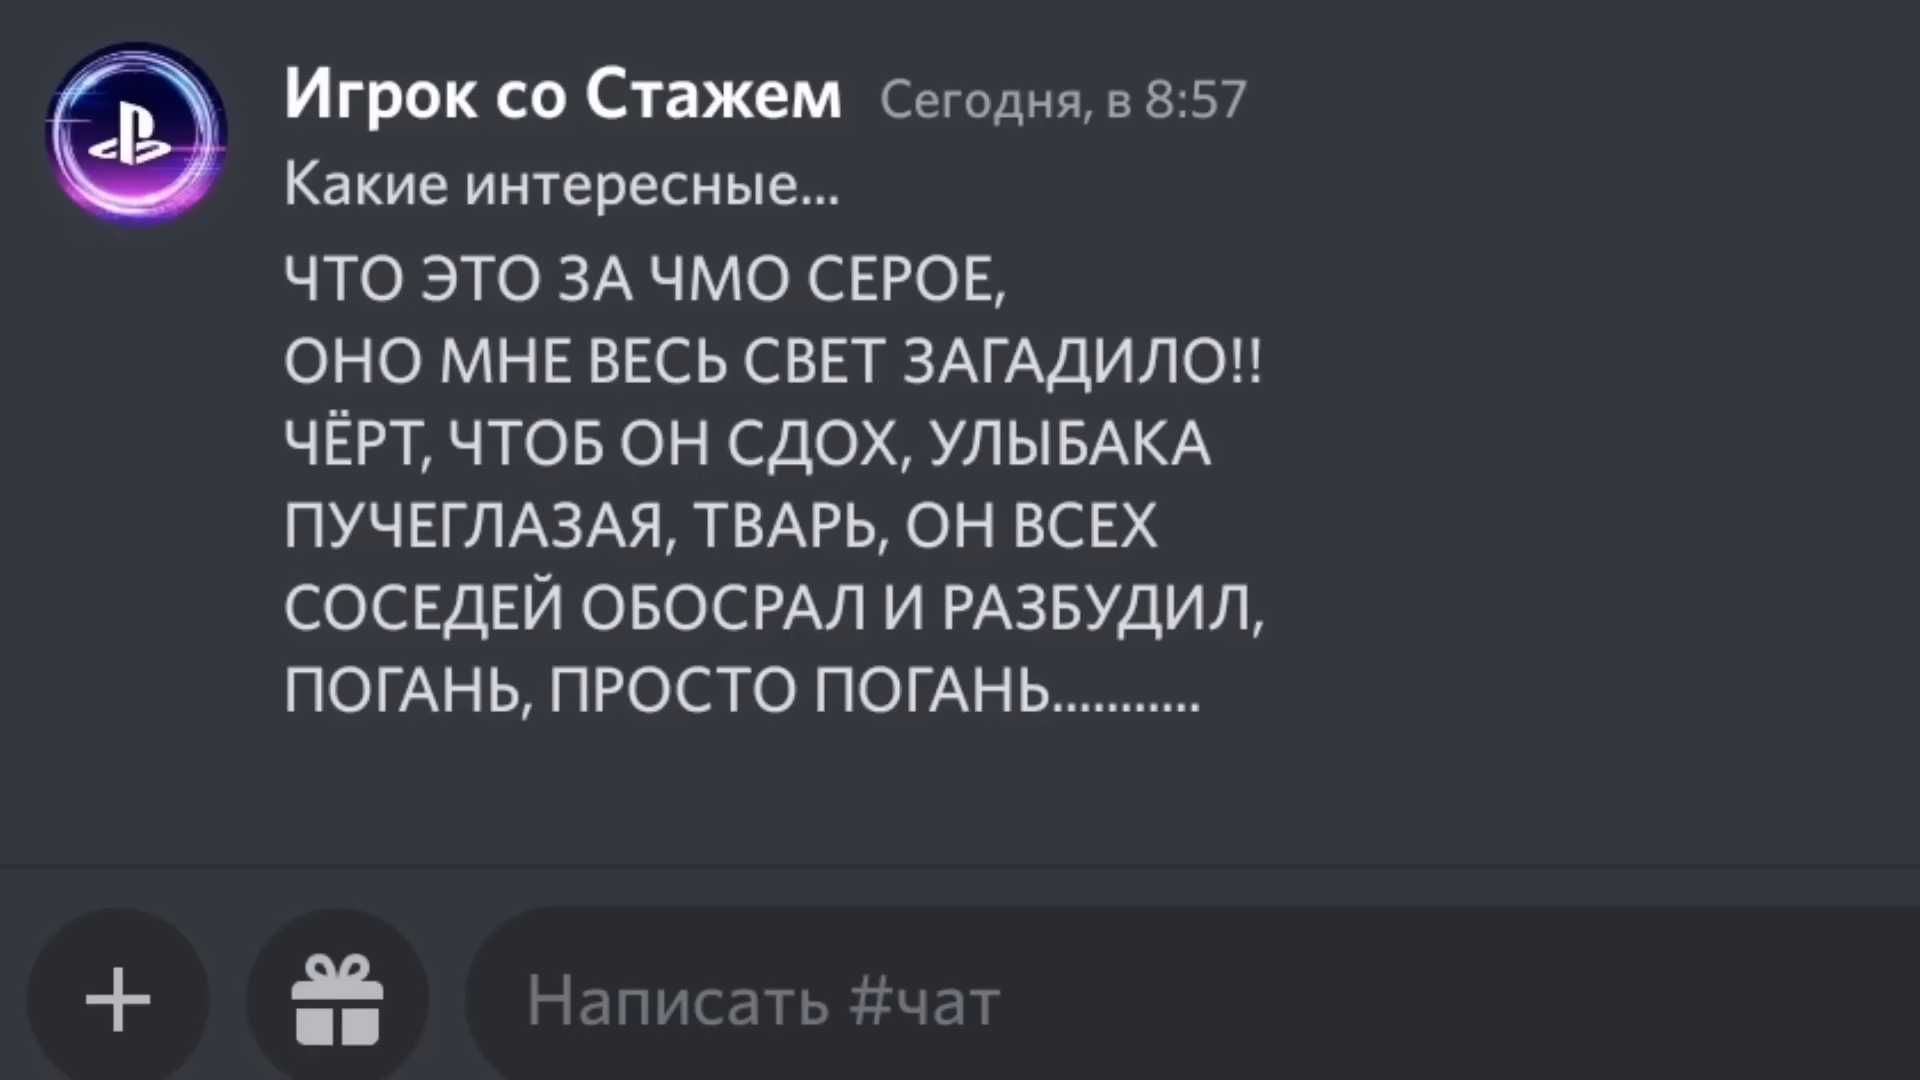 Игрок со Стажем Сегодня, в 8:57
Какие интересные...
ЧТО ЭТО ЗА ЧМО СЕРОЕ,
ОНО МНЕ ВЕСЬ СВЕТ ЗАГАДИЛО!!
ЧЁРТ, ЧТОБ ОН СДОХ, УЛЫБАКА
ПУЧЕГЛАЗАЯ, ТВАРЬ, ОН ВСЕХ
СОСЕДЕЙ ОБОСРАЛ И РАЗБУДИЛ,
ПОГАНЬ, ПРОСТО ПОГАНЬ...........
Написать #чат